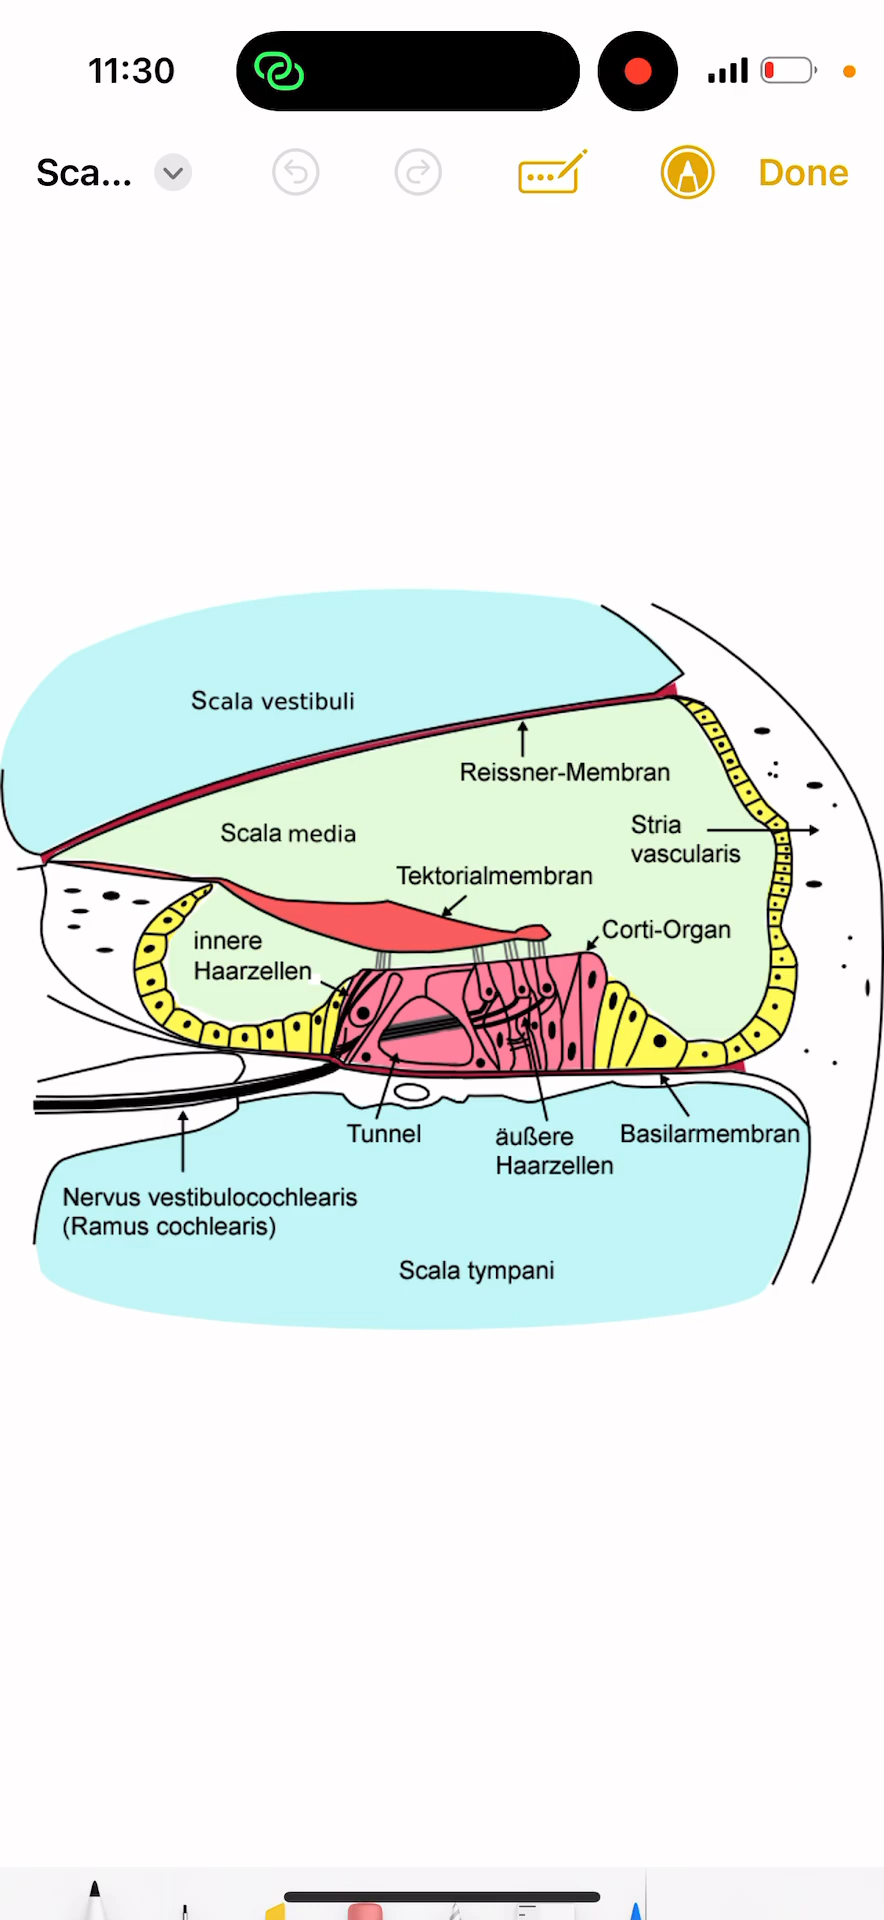 11:30
Sca...
Done
Scala vestibuli
Reissner-Membran
Scala media
Stria
vascularis
Tektorialmembran
Corti-Organ
innere
Haarzellen
Tunnel
äußere
Haarzellen
Basilarmembran
Nervus vestibulocochlearis
(Ramus cochlearis)
Scala tympani